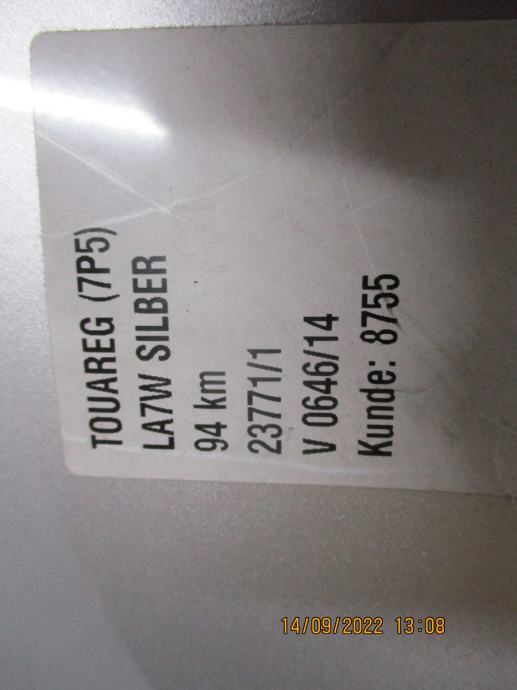 TOUAREG (7P5)
LA7W SILBER
94 km
23771/1
V 0646/14
Kunde: 8755
14/09/2022 13:08